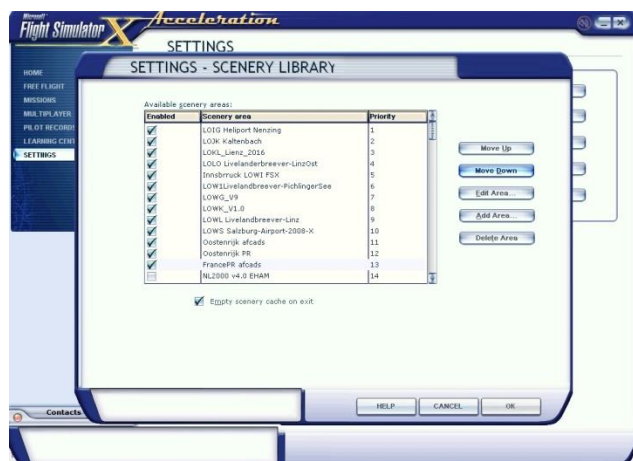 Microsoft
Flight Simulator X
Acceleration
SETTINGS
HOME
FREE FLIGHT
MISSIONS
MULTIPLAYER
PILOT RECORDS
LEARNING CENT
SETTINGS
SETTINGS - SCENERY LIBRARY
Available scenery areas:
Enabled Scenery area Priority
LOIG Heliport Nenzing 1
LOJK Kaltenbach 2
LOKL_Lienz_2016 3
LOLO Livelanderbreever-LinzOst 4
Innsbrruck LOWI FSX 5
LOW1Livelandbreever-PichlingerSee 6
LOWG_V9 7
LOWK_V1.0 8
LOWL Livelandbreever-Linz 9
LOWS Salzburg-Airport-2008-X 10
Oostenrijk afcads 11
Oostenrijk PR 12
FrancePR afcads 13
NL2000 v4.0 EHAM 14
Move Up
Move Down
Edit Area...
Add Area...
Delete Area
Empty scenery cache on exit
Contacts
HELP CANCEL OK